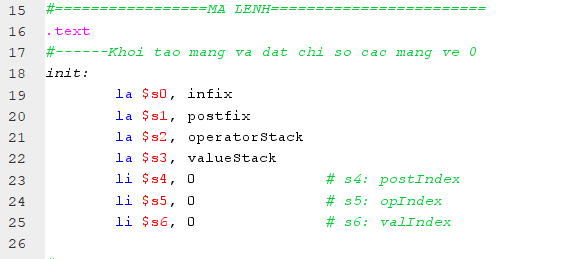 15 #=================MA LENH========================
16 .text
17 #------Khoi tao mang va dat chi so cac mang ve 0
18 init:
19 la $s0, infix
20 la $s1, postfix
21 la $s2, operatorStack
22 la $s3, valueStack
23 li $s4, 0 # s4: postIndex
24 li $s5, 0 # s5: opIndex
25 li $s6, 0 # s6: valIndex
26